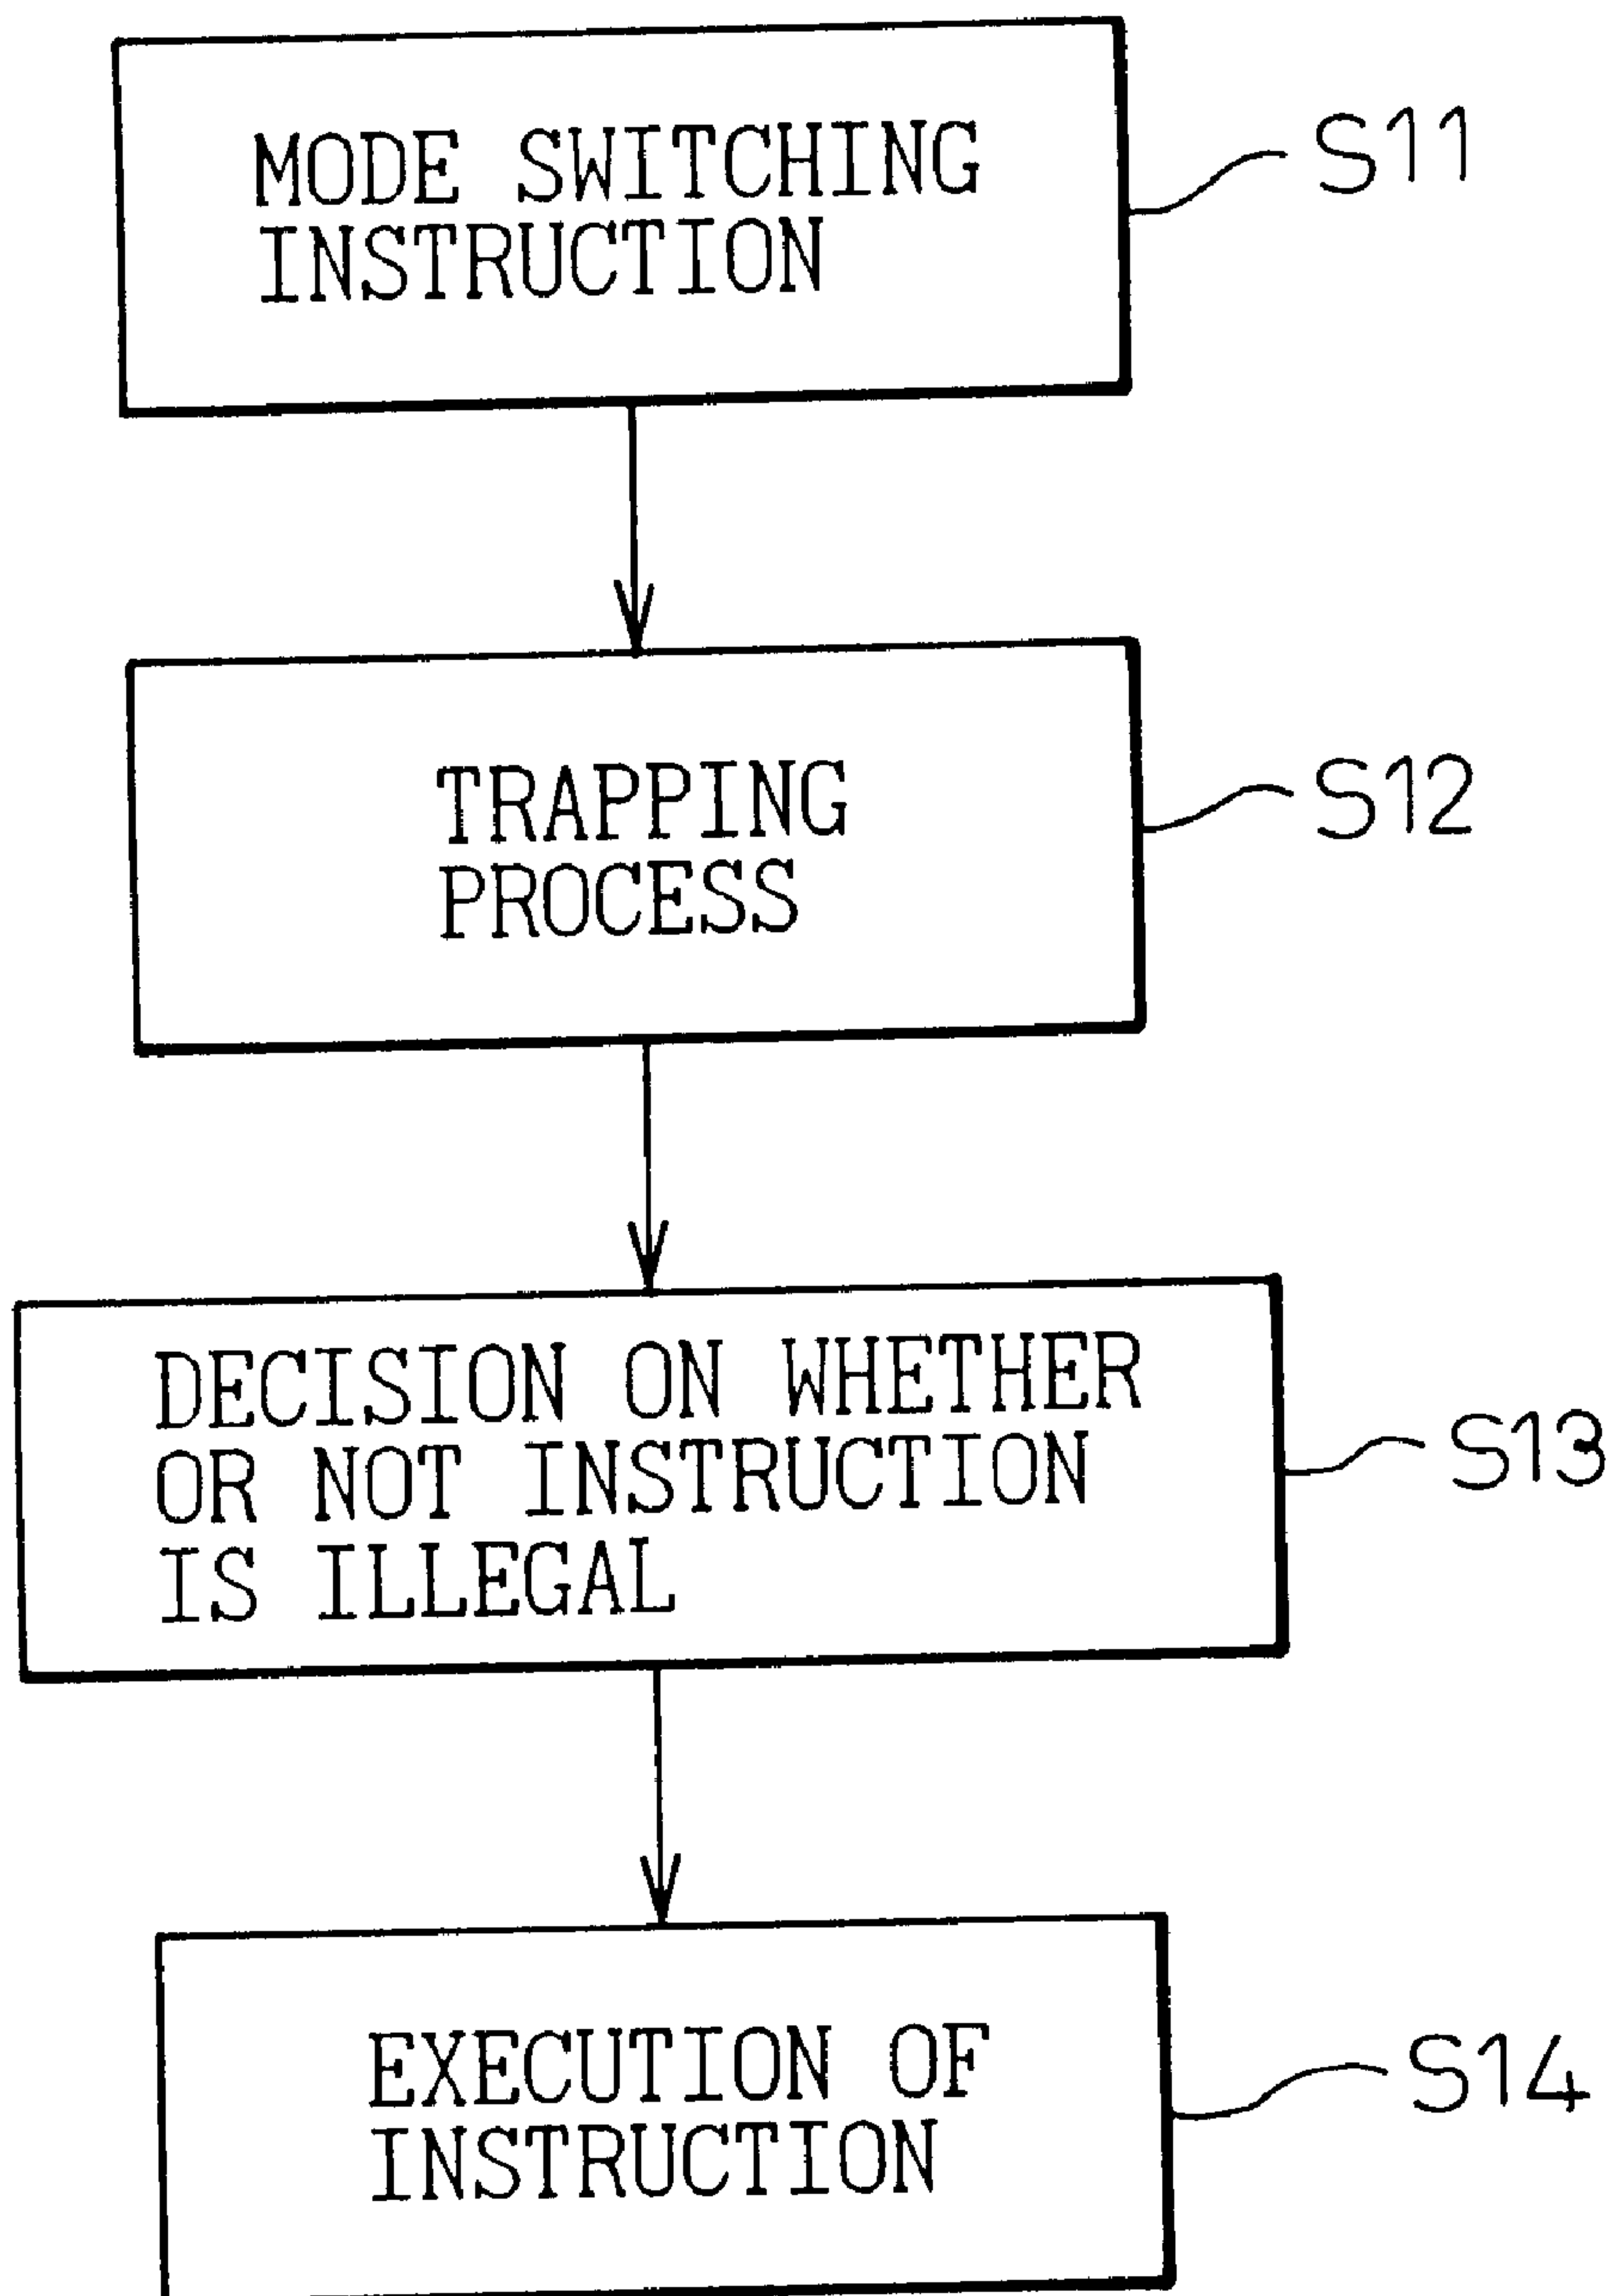 MODE SWITCHING
INSTRUCTION
S11
TRAPPING
PROCESS
S12
DECISION ON WHETHER
OR NOT INSTRUCTION
IS ILLEGAL
S13
EXECUTION OF
INSTRUCTION
S14